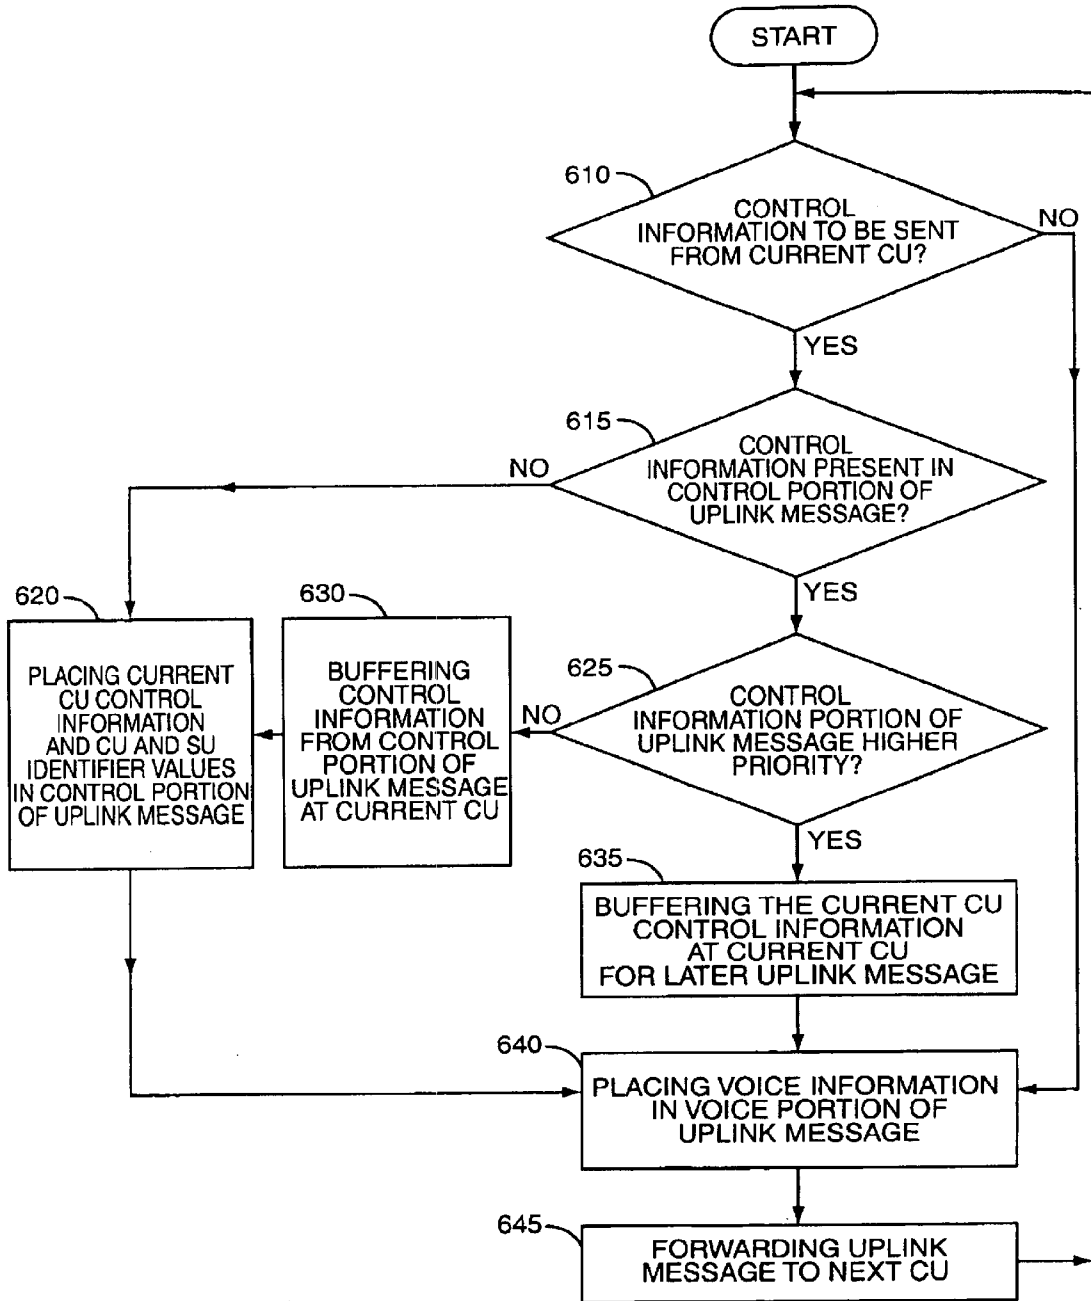 START
610
CONTROL
INFORMATION TO BE SENT
FROM CURRENT CU?
NO
YES
615
CONTROL
INFORMATION PRESENT IN
CONTROL PORTION OF
UPLINK MESSAGE?
NO
YES
620
PLACING CURRENT
CU CONTROL
INFORMATION
AND CU AND SU
IDENTIFIER VALUES
IN CONTROL PORTION
OF UPLINK MESSAGE
630
BUFFERING
CONTROL
INFORMATION
FROM CONTROL
PORTION OF
UPLINK MESSAGE
AT CURRENT CU
625
CONTROL
INFORMATION PORTION OF
UPLINK MESSAGE HIGHER
PRIORITY?
NO
YES
635
BUFFERING THE CURRENT CU
CONTROL INFORMATION
AT CURRENT CU
FOR LATER UPLINK MESSAGE
640
PLACING VOICE INFORMATION
IN VOICE PORTION OF
UPLINK MESSAGE
645
FORWARDING UPLINK
MESSAGE TO NEXT CU